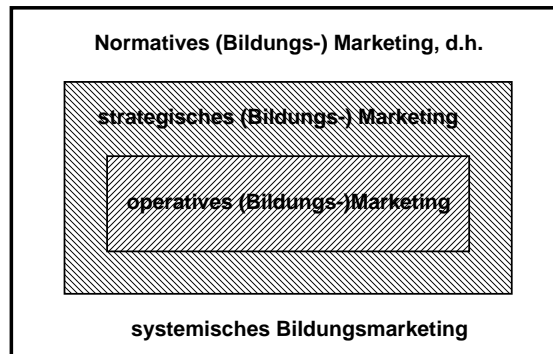 Normatives (Bildungs-) Marketing, d.h.
strategisches (Bildungs-) Marketing
operatives (Bildungs-)Marketing
systemisches Bildungsmarketing